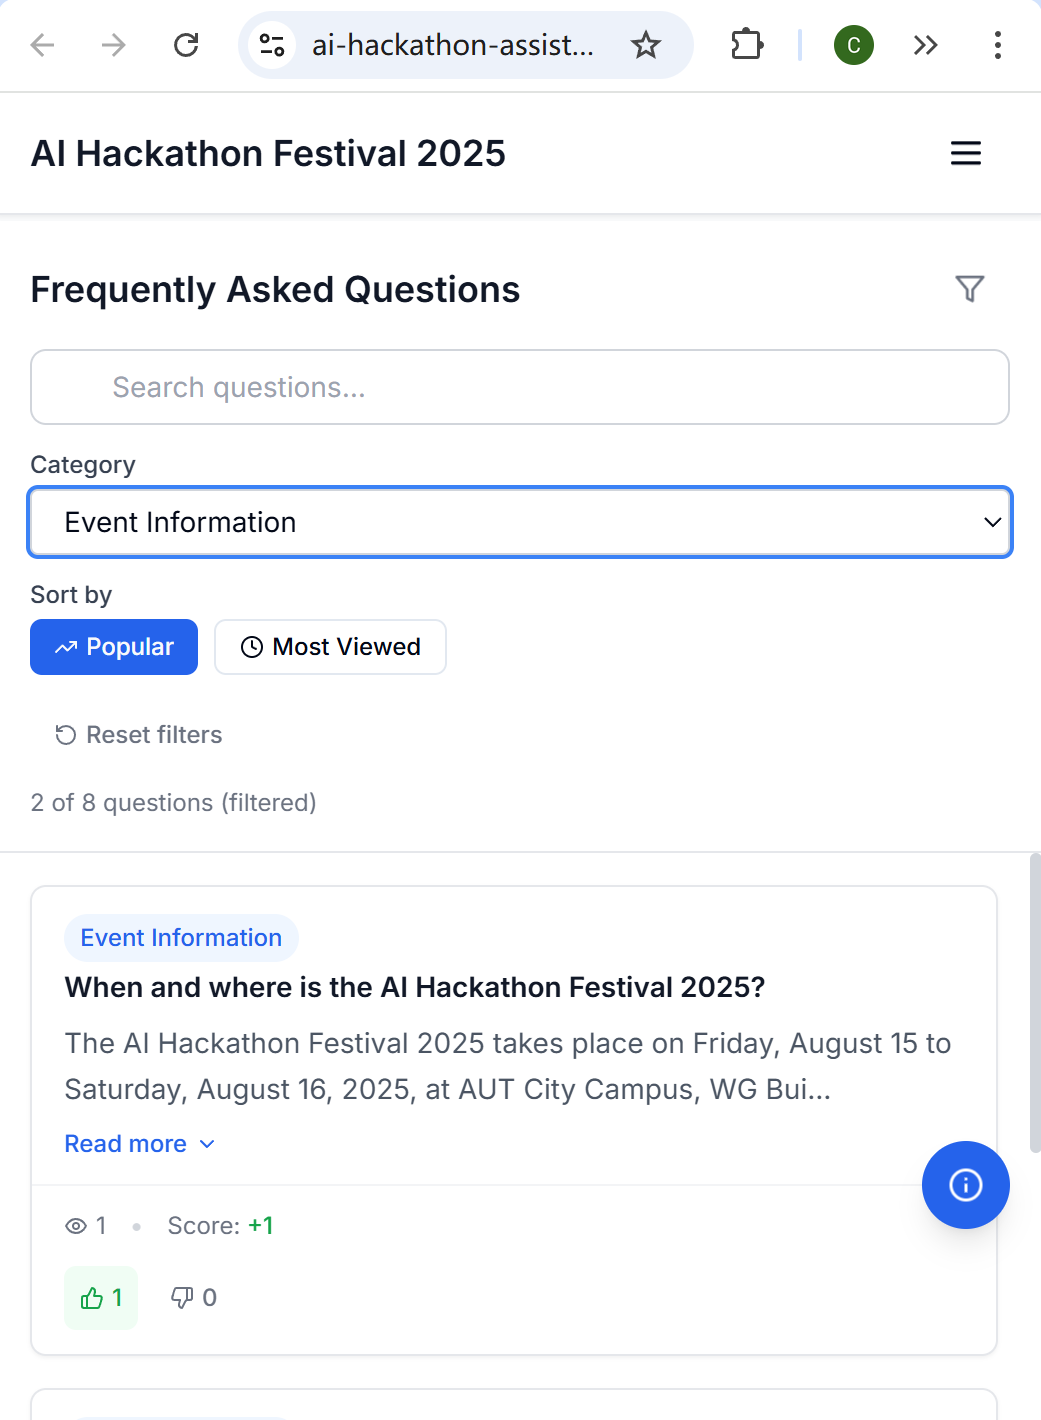 ai-hackathon-assist...
C
AI Hackathon Festival 2025
Frequently Asked Questions
Search questions...
Category
Event Information
Sort by
Popular
Most Viewed
Reset filters
2 of 8 questions (filtered)
Event Information
When and where is the AI Hackathon Festival 2025?
The AI Hackathon Festival 2025 takes place on Friday, August 15 to
Saturday, August 16, 2025, at AUT City Campus, WG Bui...
Read more
1 • Score: +1
1 0